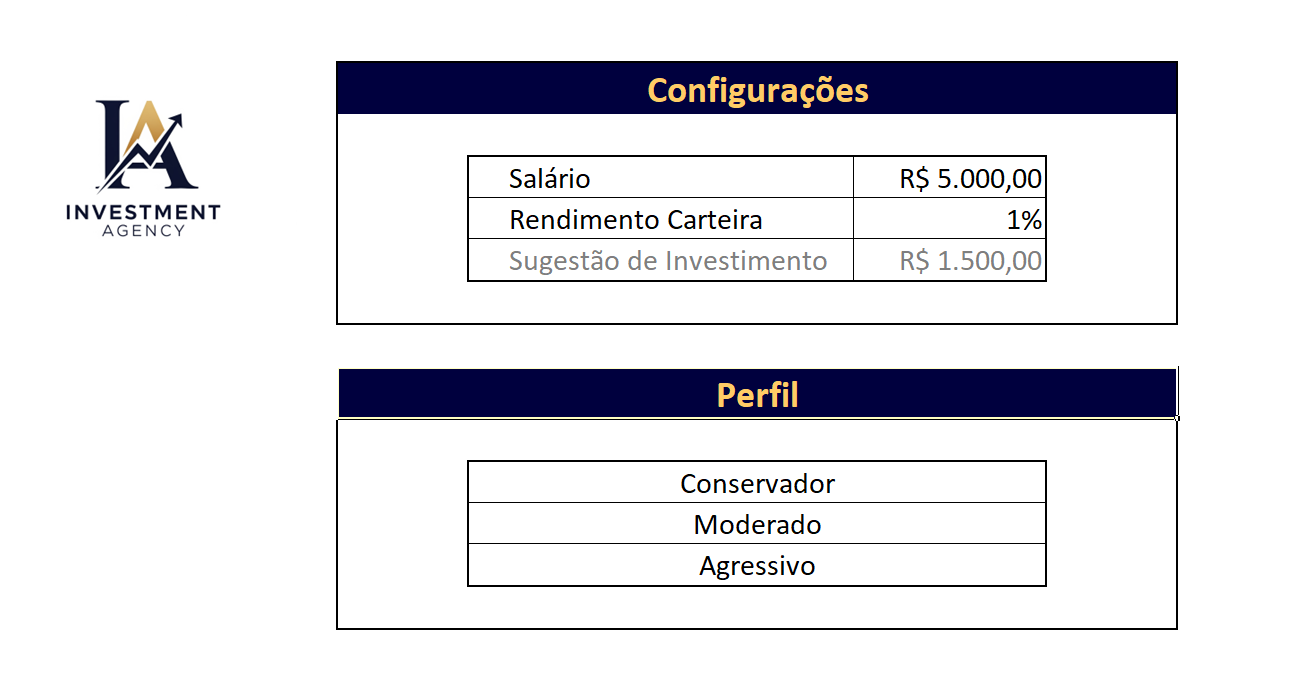 IA
INVESTMENT
AGENCY
Configurações
Salário R$ 5.000,00
Rendimento Carteira 1%
Sugestão de Investimento R$ 1.500,00
Perfil
Conservador
Moderado
Agressivo